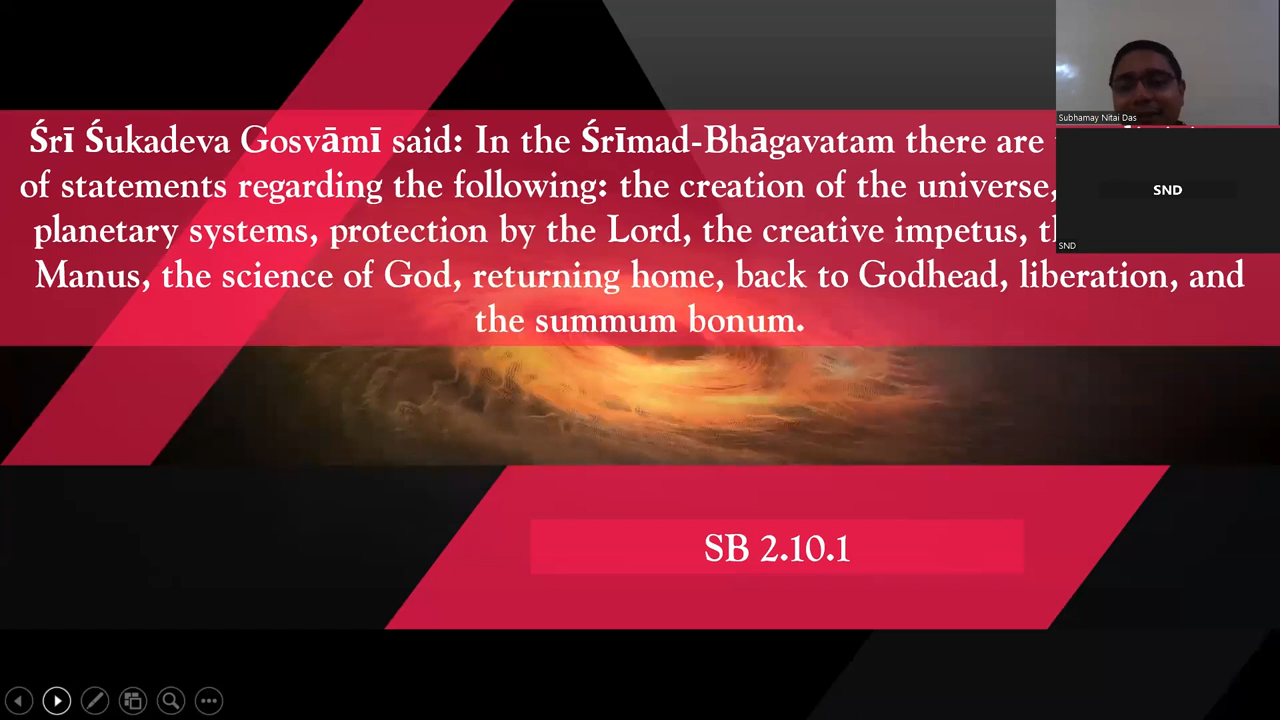 Śrī Śukadeva Gosvāmī said: In the Śrīmad-Bhāgavatam there are
of statements regarding the following: the creation of the universe,
planetary systems, protection by the Lord, the creative impetus,
Manus, the science of God, returning home, back to Godhead, liberation, and
the summum bonum.
SB 2.10.1
Subhamay Nitai Das
SND
SND